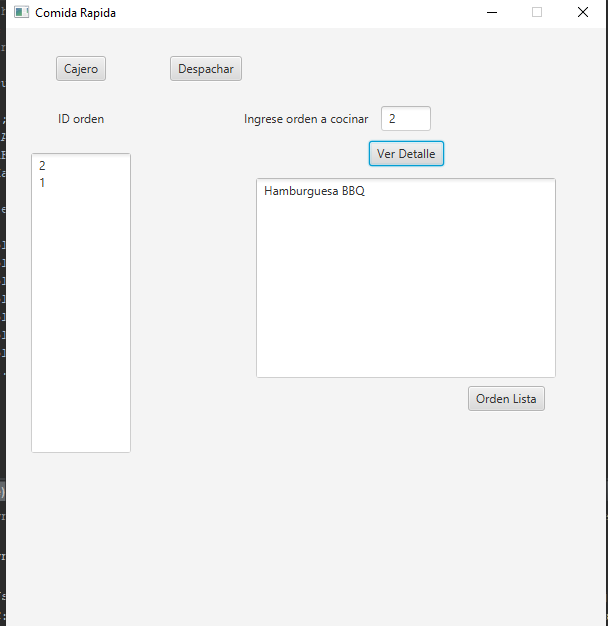 Comida Rapida
Cajero
Despachar
ID orden
Ingrese orden a cocinar 2
Ver Detalle
2
1
Hamburguesa BBQ
Orden Lista